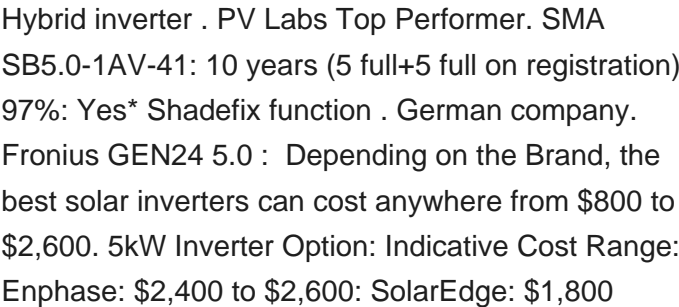 Hybrid inverter . PV Labs Top Performer. SMA
SB5.0-1AV-41: 10 years (5 full+5 full on registration)
97%: Yes* Shadefix function . German company.
Fronius GEN24 5.0 :  Depending on the Brand, the
best solar inverters can cost anywhere from $800 to
$2,600. 5kW Inverter Option: Indicative Cost Range:
Enphase: $2,400 to $2,600: SolarEdge: $1,800